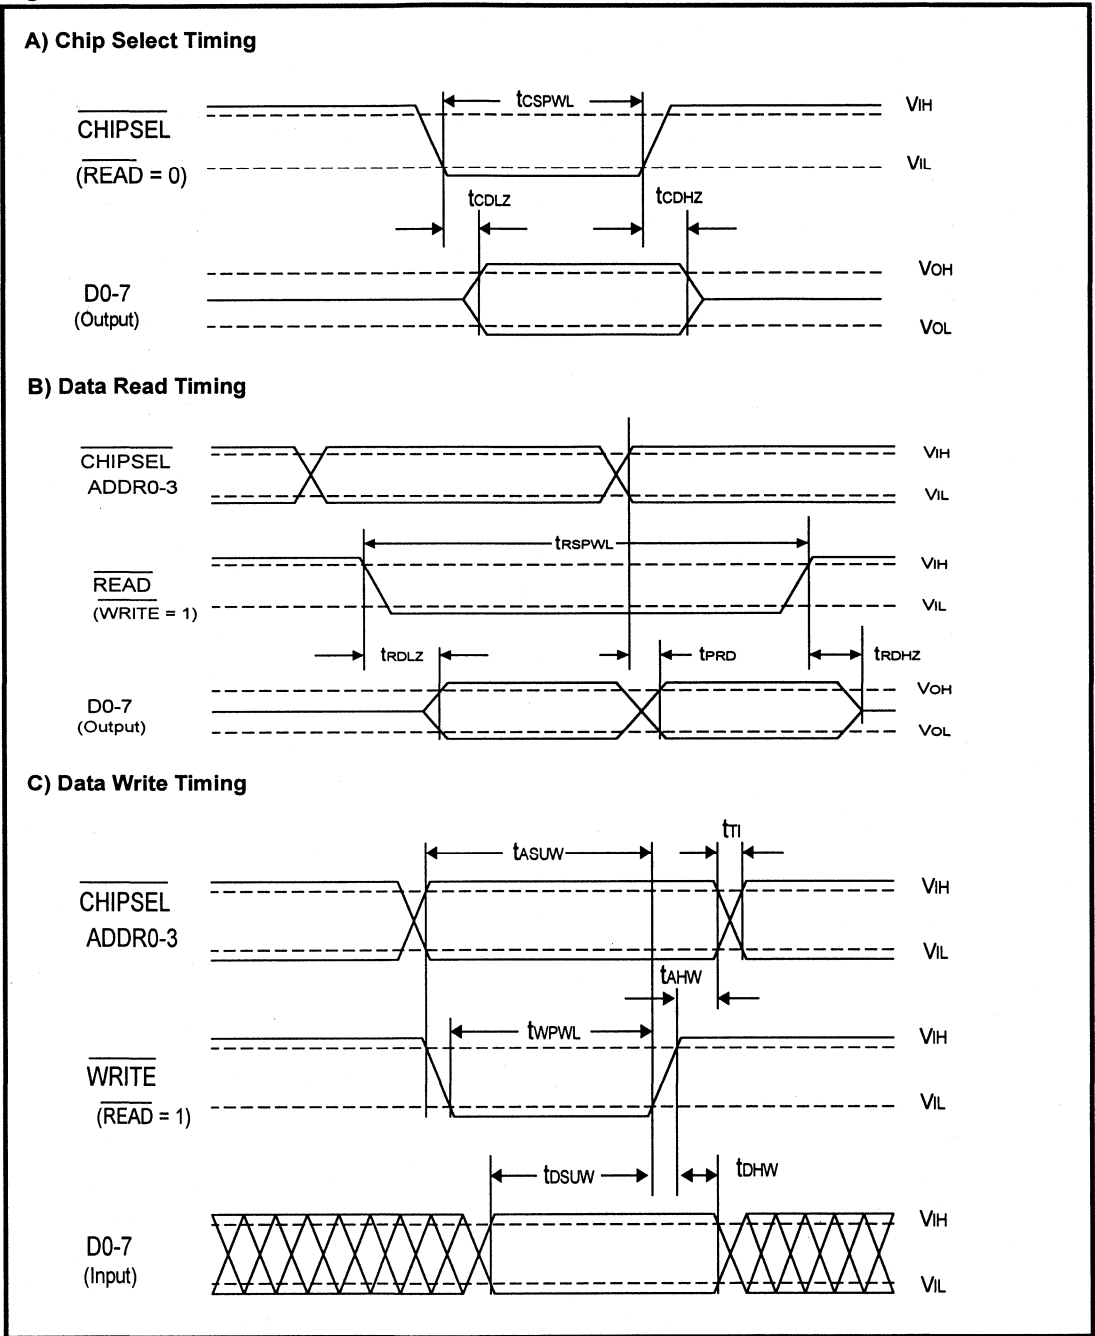 A) Chip Select Timing
tCSPWL
VIH
CHIPSEL
VIL
(READ = 0)
tCDLZ
tCDHZ
VOH
D0-7
(Output)
VOL
B) Data Read Timing
CHIPSEL
VIH
ADDR0-3
VIL
tRSPWL
VIH
READ
(WRITE = 1)
VIL
tRDLZ
tPRD
tRDHZ
VOH
D0-7
(Output)
VOL
C) Data Write Timing
tTI
tASUW
VIH
CHIPSEL
ADDR0-3
VIL
tAHW
tWPWL
VIH
WRITE
(READ = 1)
VIL
tDSUW
tDHW
VIH
D0-7
(Input)
VIL